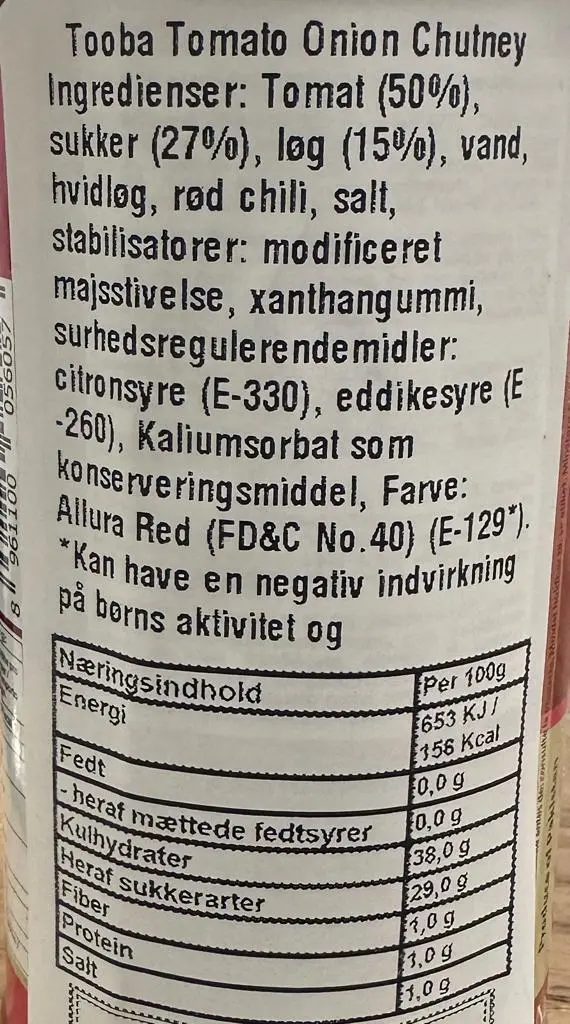 Tooba Tomato Onion Chutney
Ingredienser: Tomat (50%),
sukker (27%), løg (15%), vand,
hvidløg, rød chili, salt,
stabilisatorer: modificeret
majsstivelse, xanthangummi,
surhedsregulerendemidler:
citronsyre (E-330), eddikesyre (E
-260), Kaliumsorbat som
konserveringsmiddel, Farve:
Allura Red (FD&C No.40) (E-129*).
*Kan have en negativ indvirkning
på børns aktivitet og
Næringsindhold Per 100g
Energi 653 KJ /
156 Kcal
Fedt 0,0 g
- heraf mættede fedtsyrer 0,0 g
Kulhydrater 38,0 g
Heraf sukkerarter 29,0 g
Fiber 1,0 g
Protein 1,0 g
Salt 1,0 g
8 961100 056057